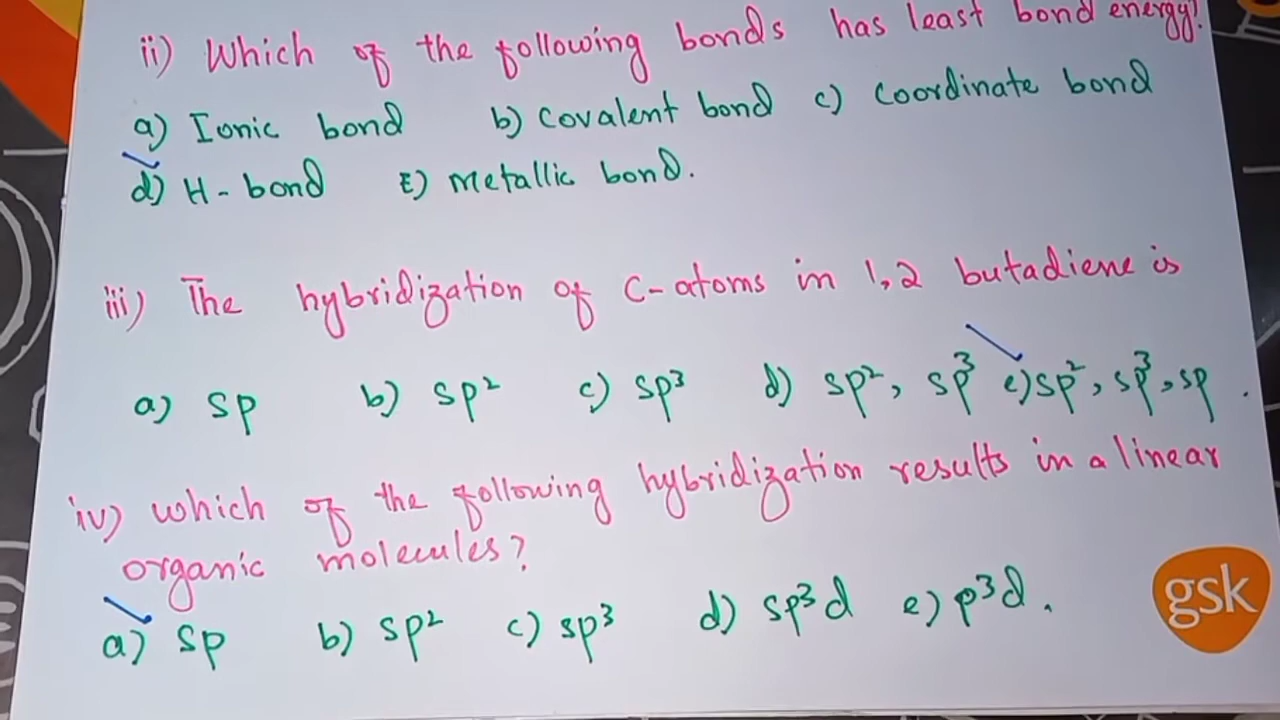 ii) Which of the following bonds has least bond energy?
a) Ionic bond b) Covalent bond c) Coordinate bond
d) H-bond E) Metallic bond.
iii) The hybridization of C-atoms in 1,2 butadiene is
a) sp b) sp² c) sp³ d) sp², sp³ e) sp², sp³, sp.
iv) which of the following hybridization results in a linear
organic molecules?
a) sp b) sp² c) sp³ d) sp³d e) p³d.
gsk